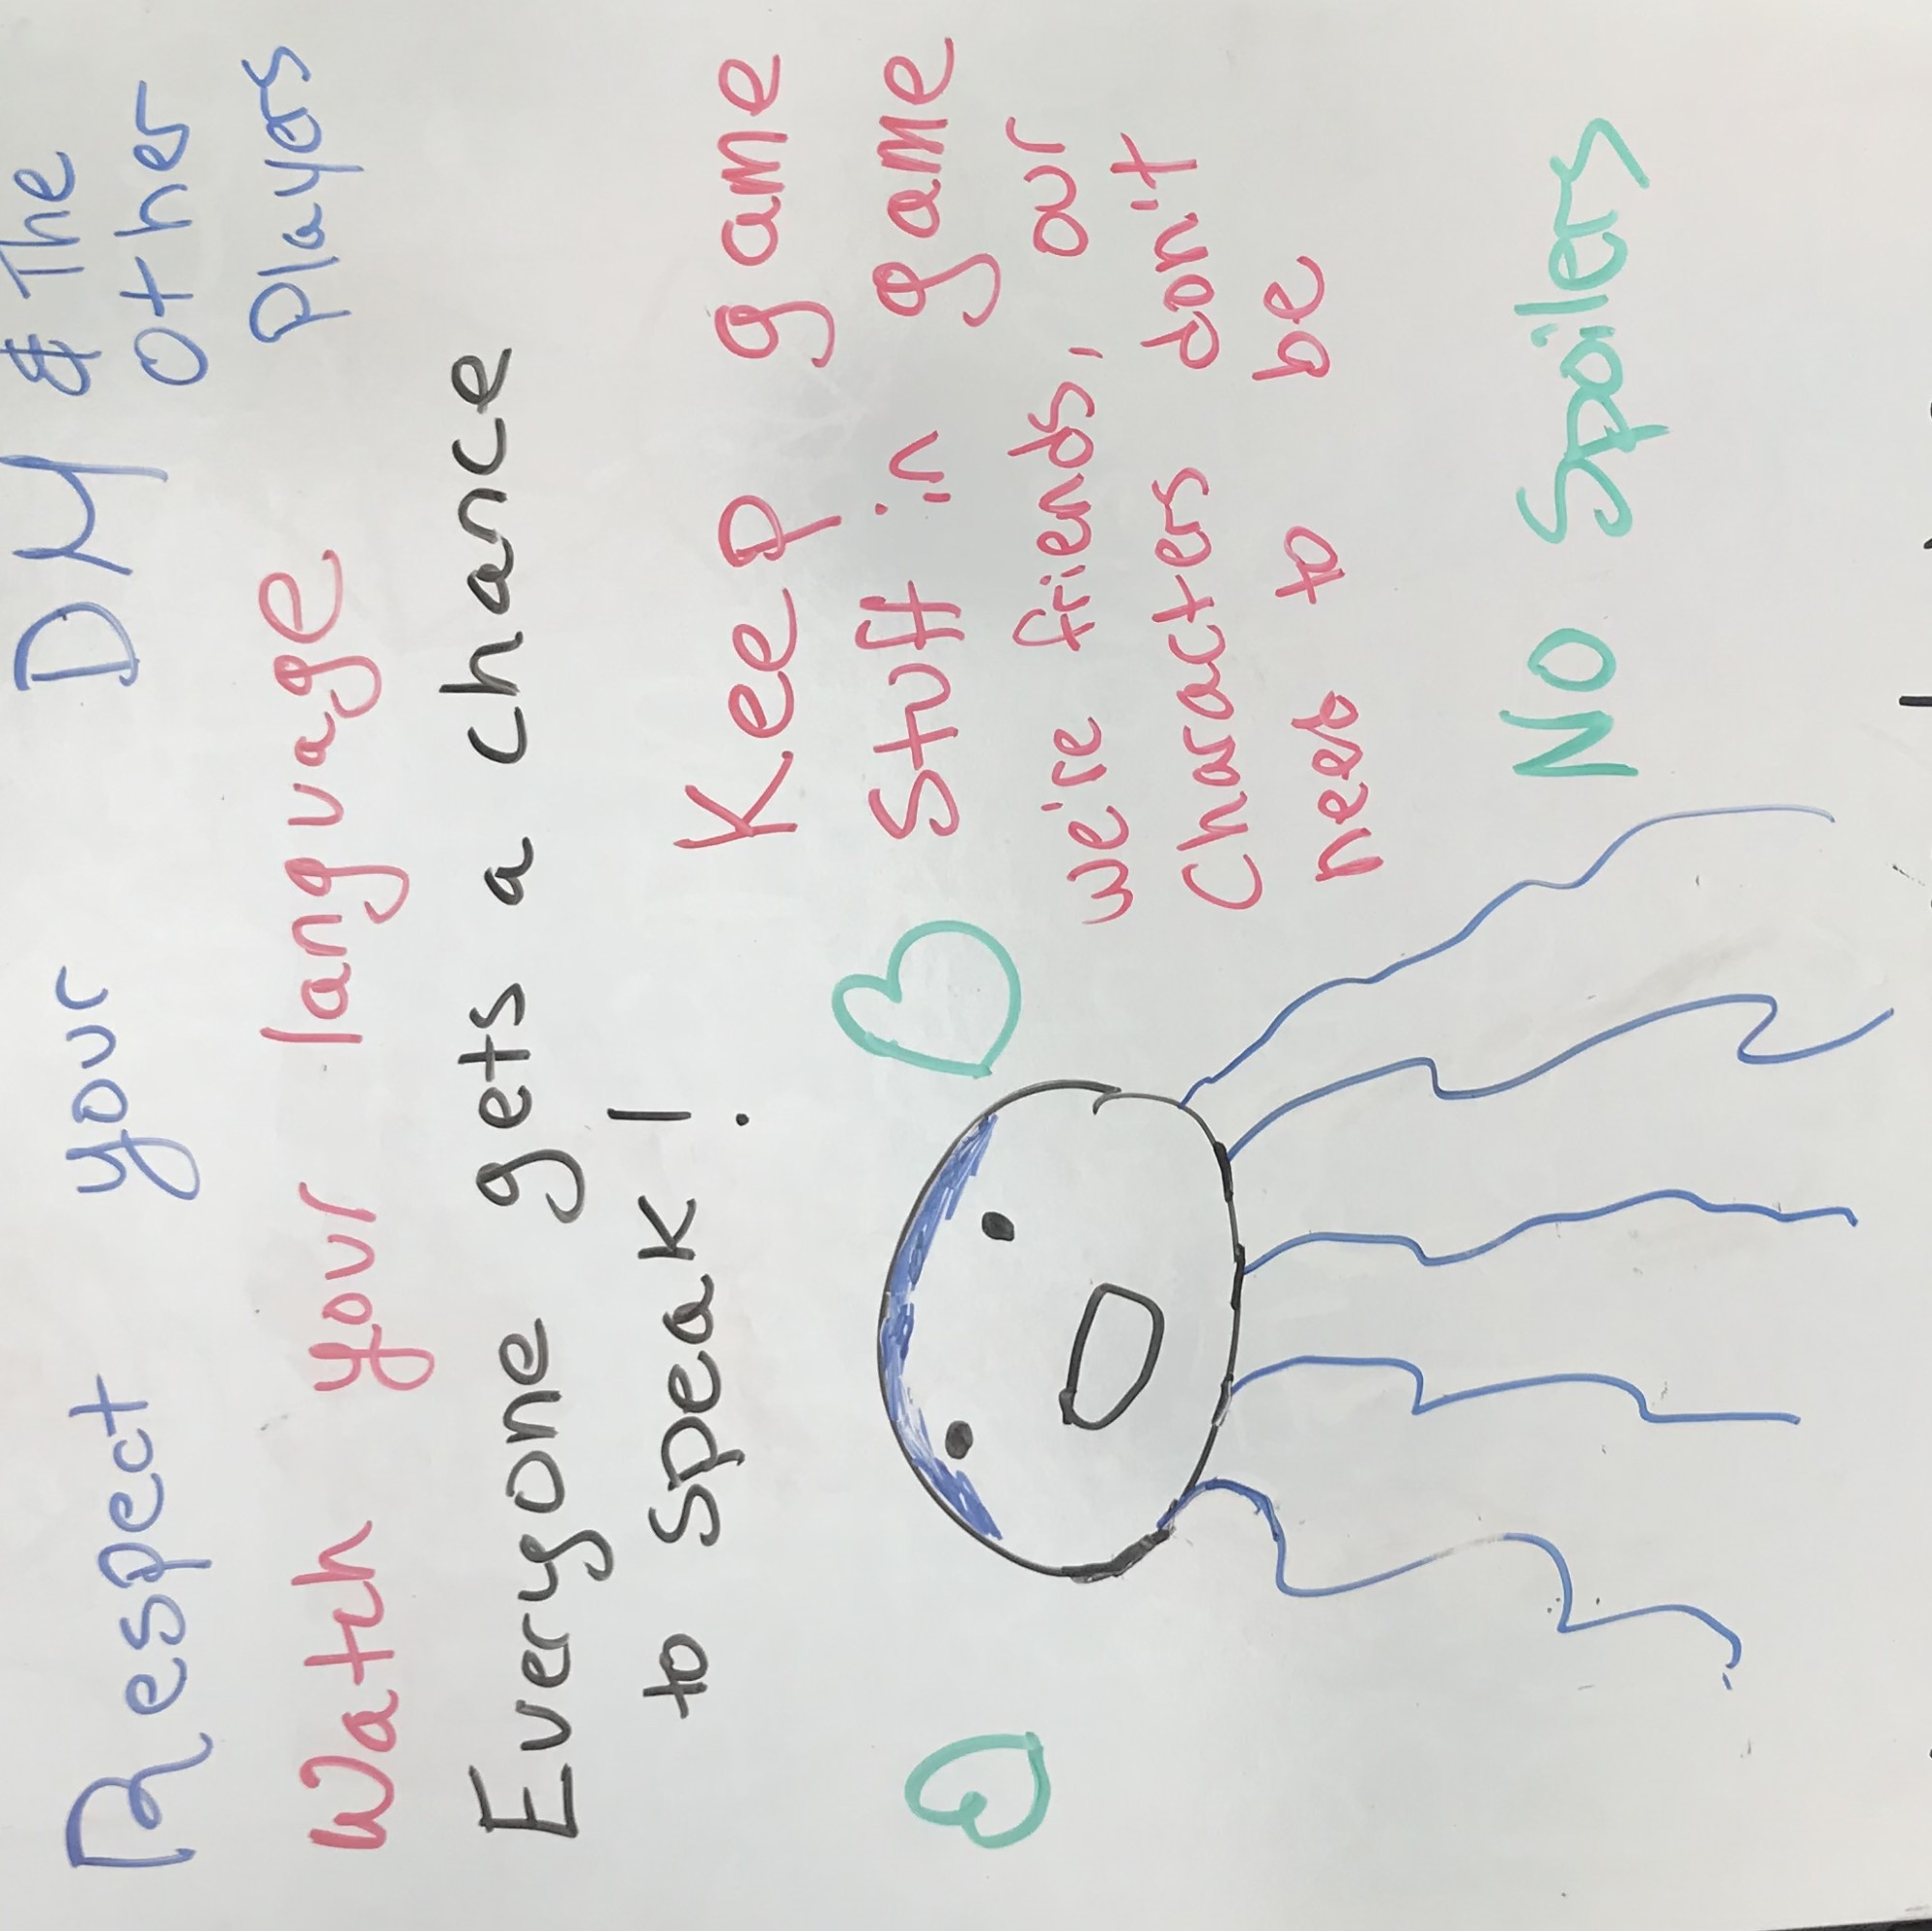 Respect your DM & The
Other
Players
Watch your language
Everyone gets a chance
to speak!
Keep game
Stuff in game
we're friends, our
Characters don't
need to be
No Spoilers